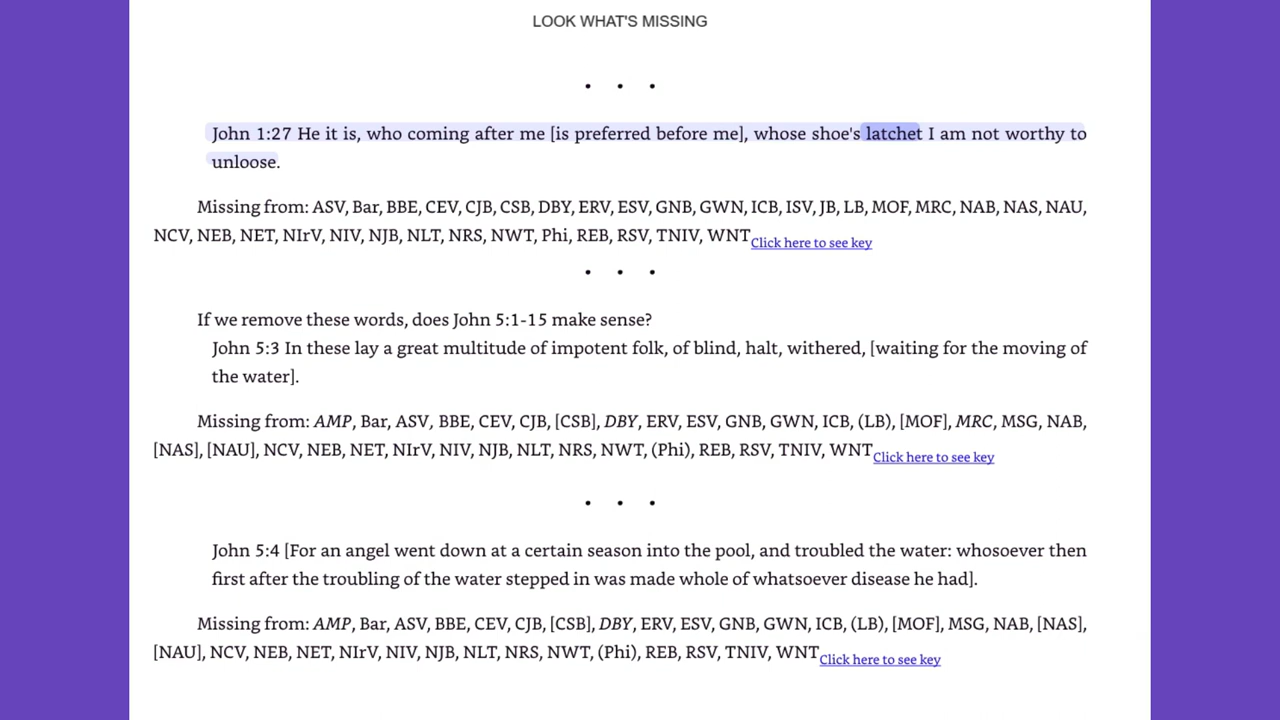 LOOK WHAT'S MISSING
• • •
John 1:27 He it is, who coming after me [is preferred before me], whose shoe's latchet I am not worthy to
unloose.
Missing from: ASV, Bar, BBE, CEV, CJB, CSB, DBY, ERV, ESV, GNB, GWN, ICB, ISV, JB, LB, MOF, MRC, NAB, NAS, NAU,
NCV, NEB, NET, NIrV, NIV, NJB, NLT, NRS, NWT, Phi, REB, RSV, TNIV, WNT Click here to see key
• • •
If we remove these words, does John 5:1-15 make sense?
John 5:3 In these lay a great multitude of impotent folk, of blind, halt, withered, [waiting for the moving of
the water].
Missing from: AMP, Bar, ASV, BBE, CEV, CJB, [CSB], DBY, ERV, ESV, GNB, GWN, ICB, (LB), [MOF], MRC, MSG, NAB,
[NAS], [NAU], NCV, NEB, NET, NIrV, NIV, NJB, NLT, NRS, NWT, (Phi), REB, RSV, TNIV, WNT Click here to see key
• • •
John 5:4 [For an angel went down at a certain season into the pool, and troubled the water: whosoever then
first after the troubling of the water stepped in was made whole of whatsoever disease he had].
Missing from: AMP, Bar, ASV, BBE, CEV, CJB, [CSB], DBY, ERV, ESV, GNB, GWN, ICB, (LB), [MOF], MSG, NAB, [NAS],
[NAU], NCV, NEB, NET, NIrV, NIV, NJB, NLT, NRS, NWT, (Phi), REB, RSV, TNIV, WNT Click here to see key